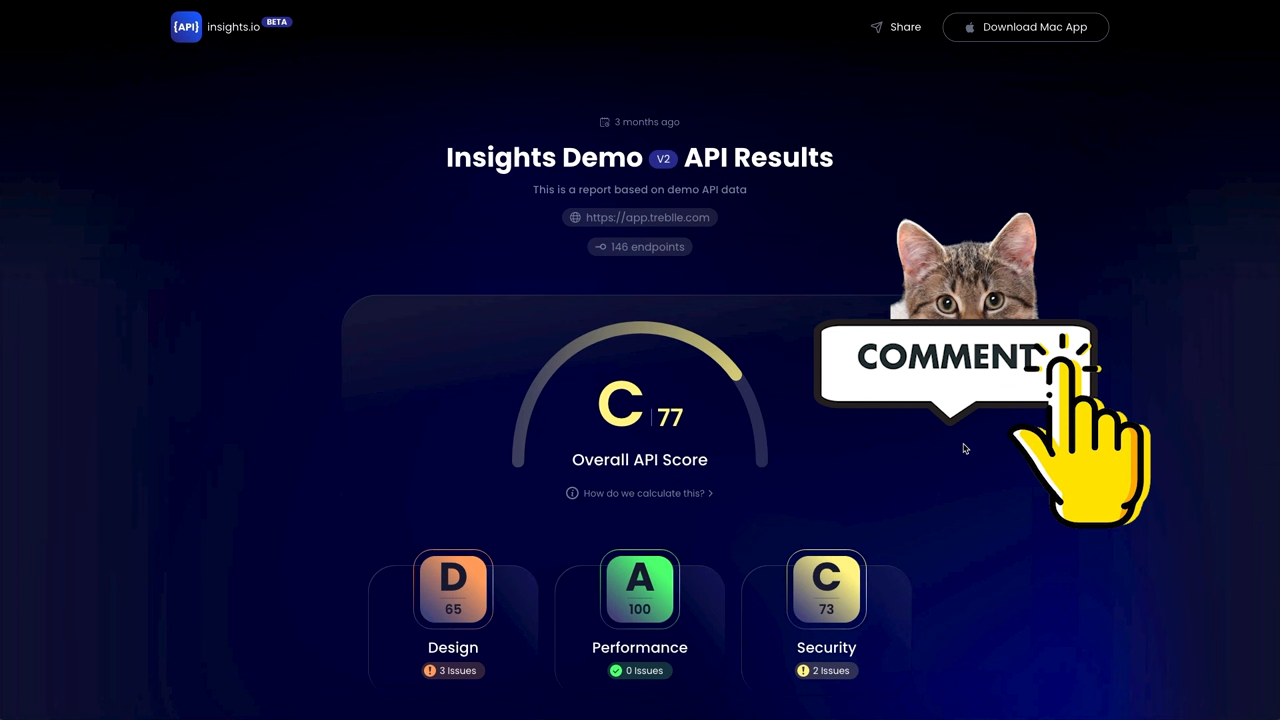 {API} insights.io BETA
Share
Download Mac App
3 months ago
Insights Demo V2 API Results
This is a report based on demo API data
https://app.treblle.com
146 endpoints
COMMENT
C 77
Overall API Score
How do we calculate this?
D
65
Design
3 Issues
A
100
Performance
0 Issues
C
73
Security
2 Issues